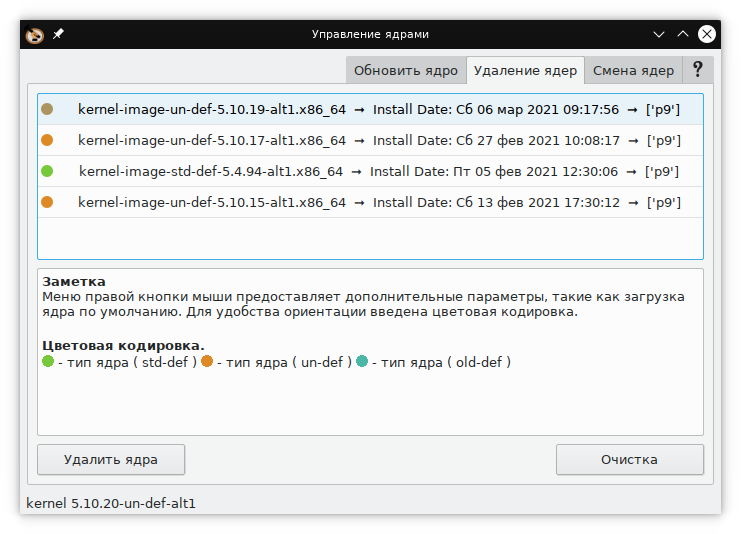 Управление ядрами
Обновить ядро Удаление ядер Смена ядер ?
kernel-image-un-def-5.10.19-alt1.x86_64 → Install Date: Сб 06 мар 2021 09:17:56 → ['p9']
kernel-image-un-def-5.10.17-alt1.x86_64 → Install Date: Сб 27 фев 2021 10:08:17 → ['p9']
kernel-image-std-def-5.4.94-alt1.x86_64 → Install Date: Пт 05 фев 2021 12:30:06 → ['p9']
kernel-image-un-def-5.10.15-alt1.x86_64 → Install Date: Сб 13 фев 2021 17:30:12 → ['p9']
Заметка
Меню правой кнопки мыши предоставляет дополнительные параметры, такие как загрузка
ядра по умолчанию. Для удобства ориентации введена цветовая кодировка.
Цветовая кодировка.
- тип ядра ( std-def ) - тип ядра ( un-def ) - тип ядра ( old-def )
Удалить ядра Очистка
kernel 5.10.20-un-def-alt1